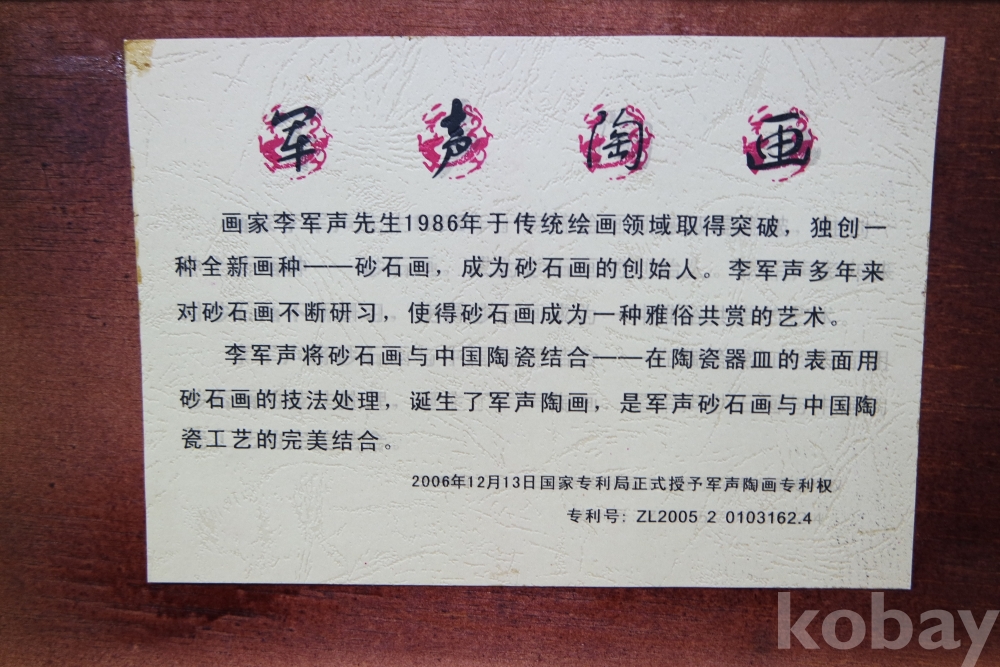 军声陶画
画家李军声先生1986年于传统绘画领域取得突破，独创一
种全新画种——砂石画，成为砂石画的创始人。李军声多年来
对砂石画不断研习，使得砂石画成为一种雅俗共赏的艺术。
李军声将砂石画与中国陶瓷结合——在陶瓷器皿的表面用
砂石画的技法处理，诞生了军声陶画，是军声砂石画与中国陶
瓷工艺的完美结合。
2006年12月13日国家专利局正式授予军声陶画专利权
专利号：ZL2005 2 0103162.4
kobay